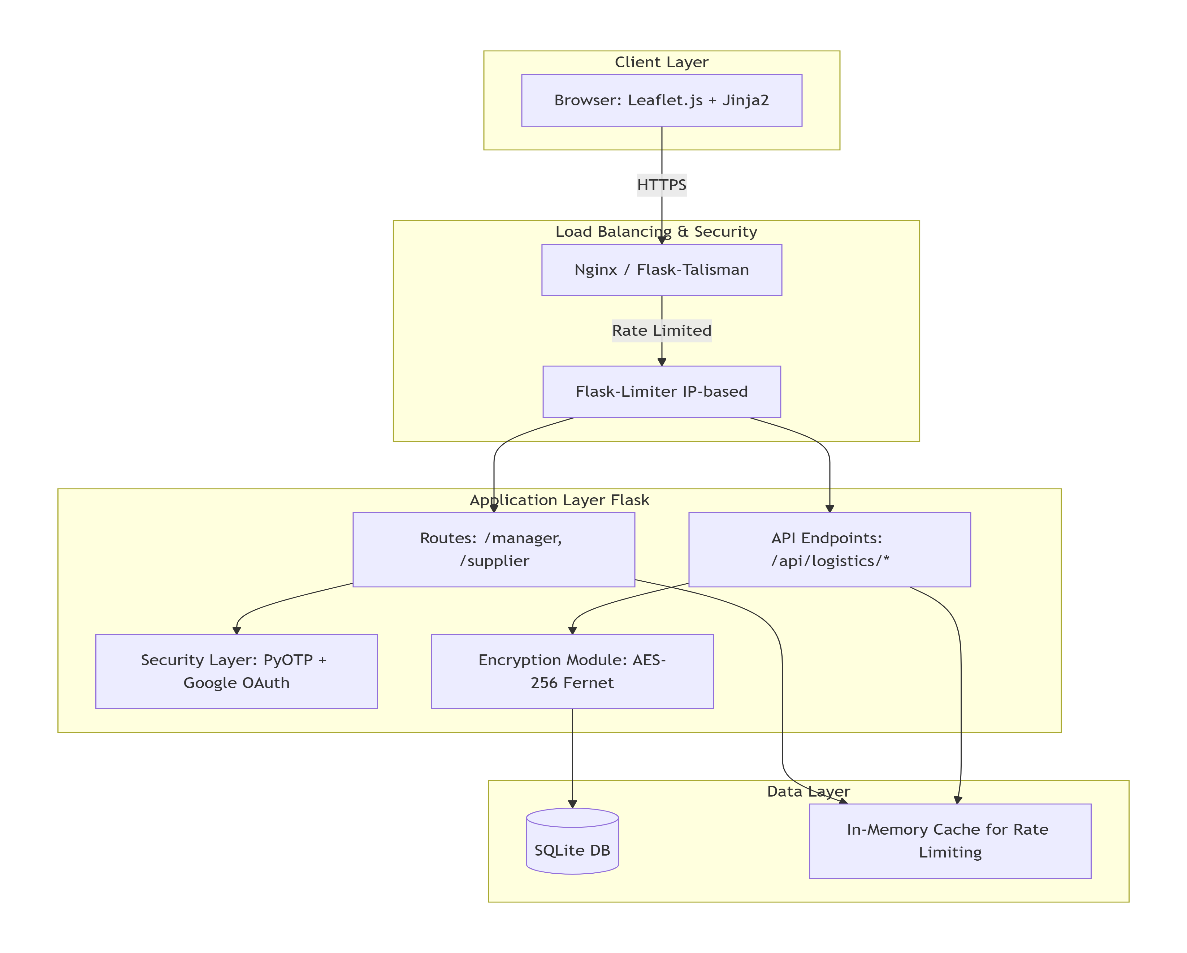 Client Layer
Browser: Leaflet.js + Jinja2
HTTPS
Load Balancing & Security
Nginx / Flask-Talisman
Rate Limited
Flask-Limiter IP-based
Application Layer Flask
Routes: /manager,
/supplier
API Endpoints:
/api/logistics/*
Security Layer: PyOTP +
Google OAuth
Encryption Module: AES-
256 Fernet
Data Layer
SQLite DB
In-Memory Cache for Rate
Limiting